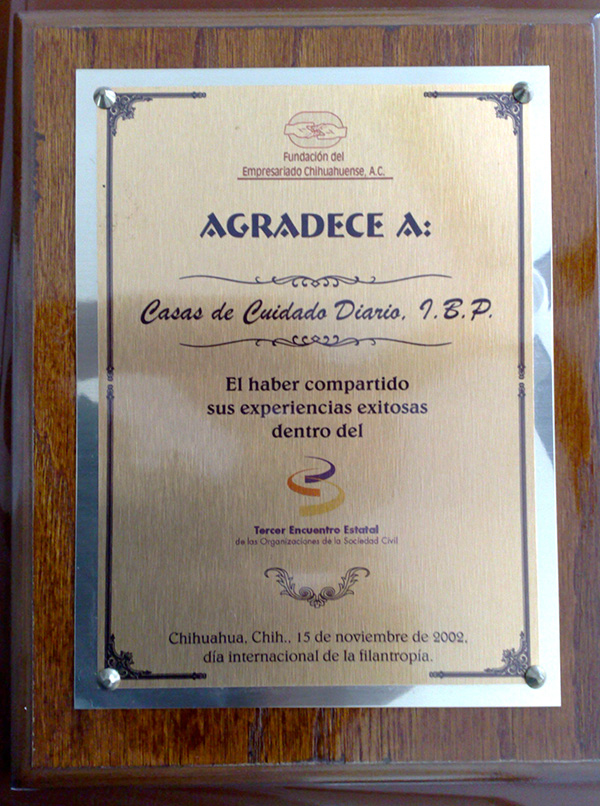 Fundación del
Empresariado Chihuahuense, A.C.
AGRADECE A:
Casas de Cuidado Diario, I.B.P.
El haber compartido
sus experiencias exitosas
dentro del
Tercer Encuentro Estatal
de las Organizaciones de la Sociedad Civil
Chihuahua, Chih., 15 de noviembre de 2002,
día internacional de la filantropía.